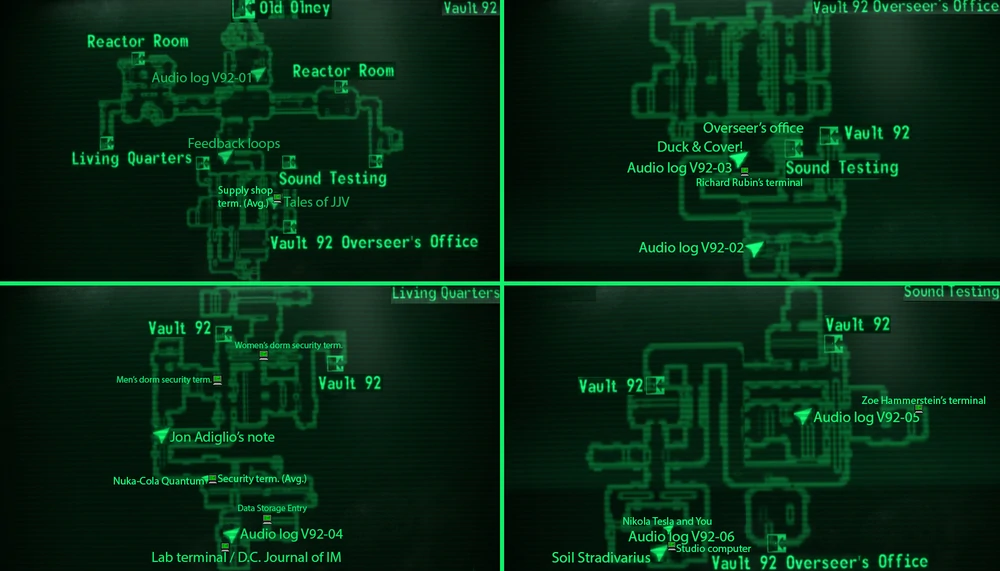 Old Olney
Vault 92
Reactor Room
Audio log V92-01
Reactor Room
Feedback loops
Living Quarters
Sound Testing
Supply shop
term. (Avg.)
Tales of JJV
Vault 92 Overseer's Office
Vault 92 Overseer's Office
Overseer's office
Vault 92
Duck & Cover!
Audio log V92-03
Sound Testing
Richard Rubin's terminal
Audio log V92-02
Living Quarters
Vault 92
Women's dorm security term.
Men's dorm security term.
Vault 92
Jon Adiglio's note
Nuka-Cola Quantum
Security term. (Avg.)
Data Storage Entry
Audio log V92-04
Lab terminal / D.C. Journal of IM
Sound Testing
Vault 92
Vault 92
Zoe Hammerstein's terminal
Audio log V92-05
Nikola Tesla and You
Audio log V92-06
Studio computer
Soil Stradivarius
Vault 92 Overseer's Office